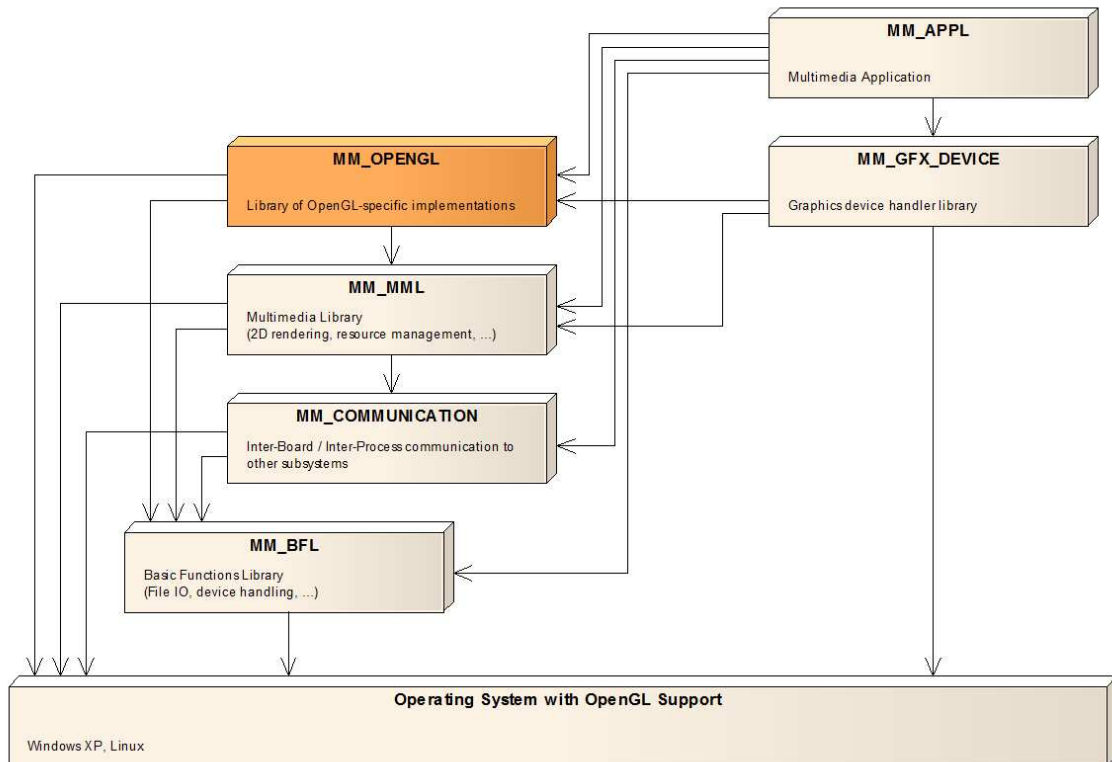 MM_APPL
Multimedia Application
MM_OPENGL
Library of OpenGL-specific implementations
MM_GFX_DEVICE
Graphics device handler library
MM_MML
Multimedia Library
(2D rendering, resource management, ...)
MM_COMMUNICATION
Inter-Board / Inter-Process communication to
other subsystems
MM_BFL
Basic Functions Library
(File IO, device handling, ...)
Operating System with OpenGL Support
Windows XP, Linux